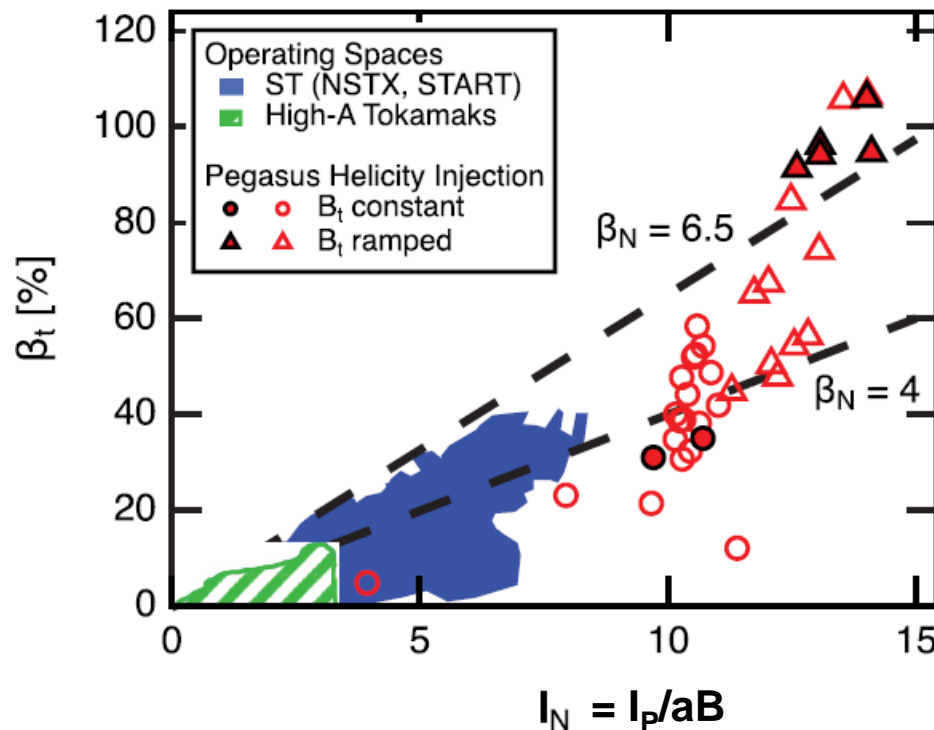 120
100
80
60
40
20
0
β_t [%]
Operating Spaces
ST (NSTX, START)
High-A Tokamaks
Pegasus Helicity Injection
B_t constant
B_t ramped
β_N = 6.5
β_N = 4
0 5 10 15
I_N = I_P/aB